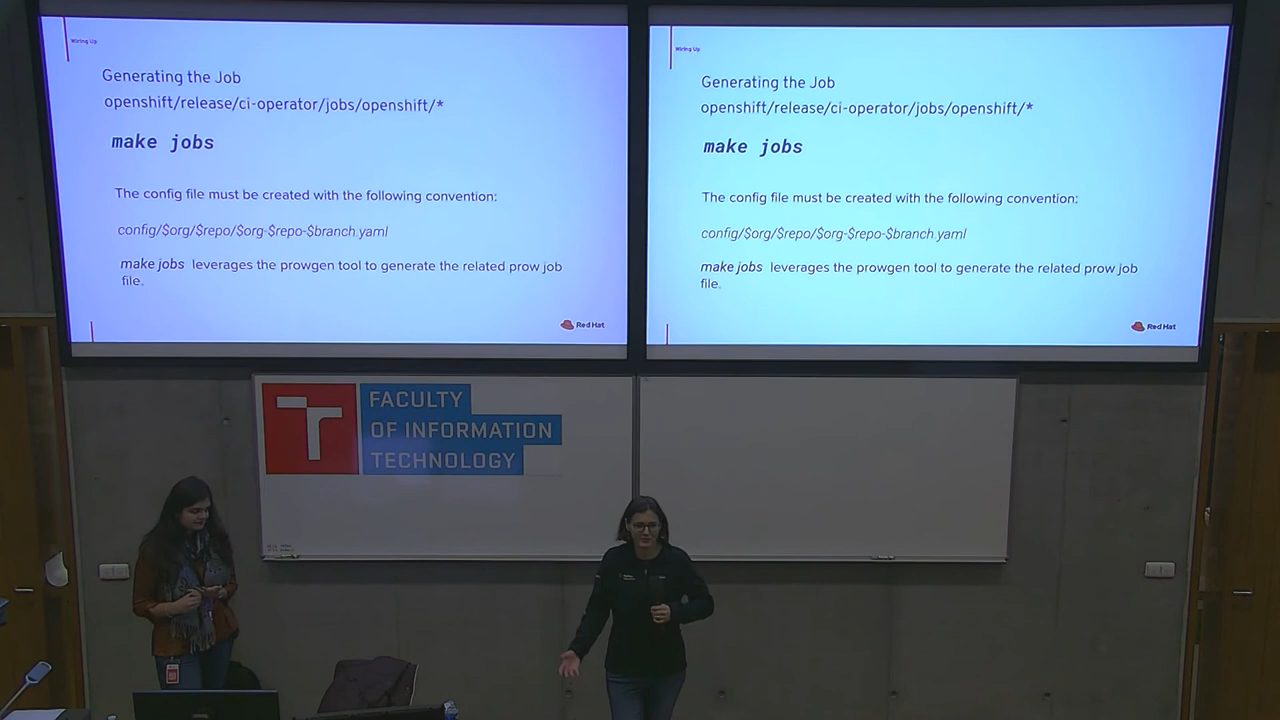 Wiring Up
Generating the Job
openshift/release/ci-operator/jobs/openshift/*
make jobs
The config file must be created with the following convention:
config/$org/$repo/$org-$repo-$branch.yaml
make jobs leverages the prowgen tool to generate the related prow job
file.
Red Hat
Wiring Up
Generating the Job
openshift/release/ci-operator/jobs/openshift/*
make jobs
The config file must be created with the following convention:
config/$org/$repo/$org-$repo-$branch.yaml
make jobs leverages the prowgen tool to generate the related prow job
file.
Red Hat
FACULTY
OF INFORMATION
TECHNOLOGY